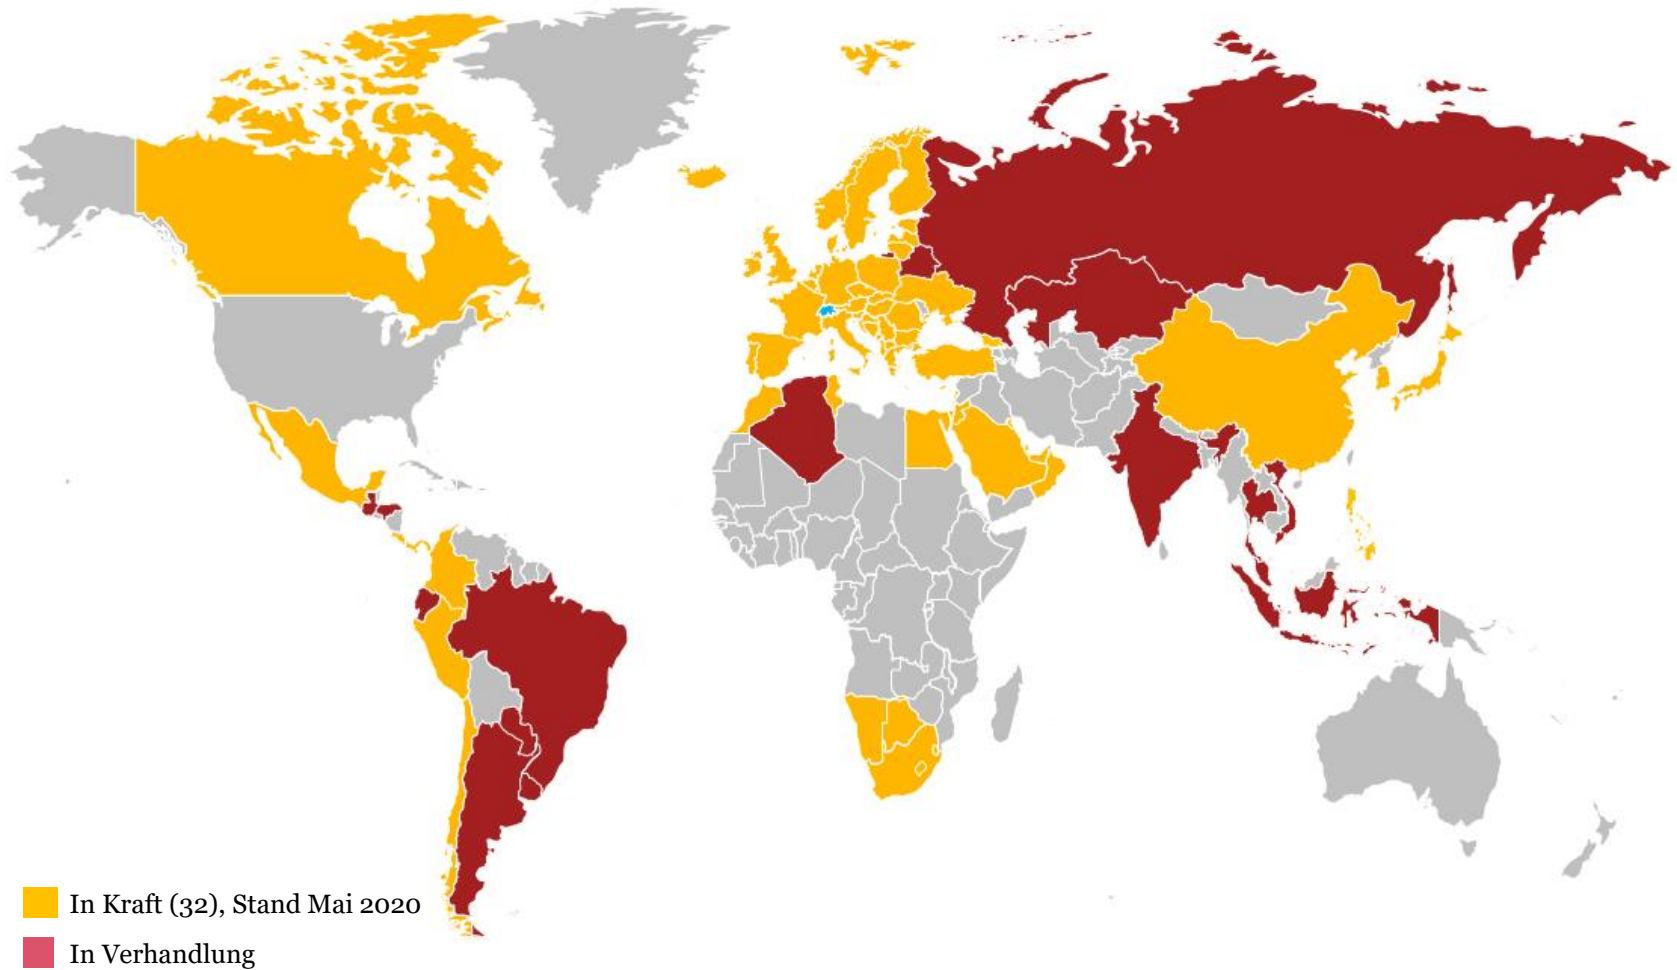 In Kraft (32), Stand Mai 2020
In Verhandlung